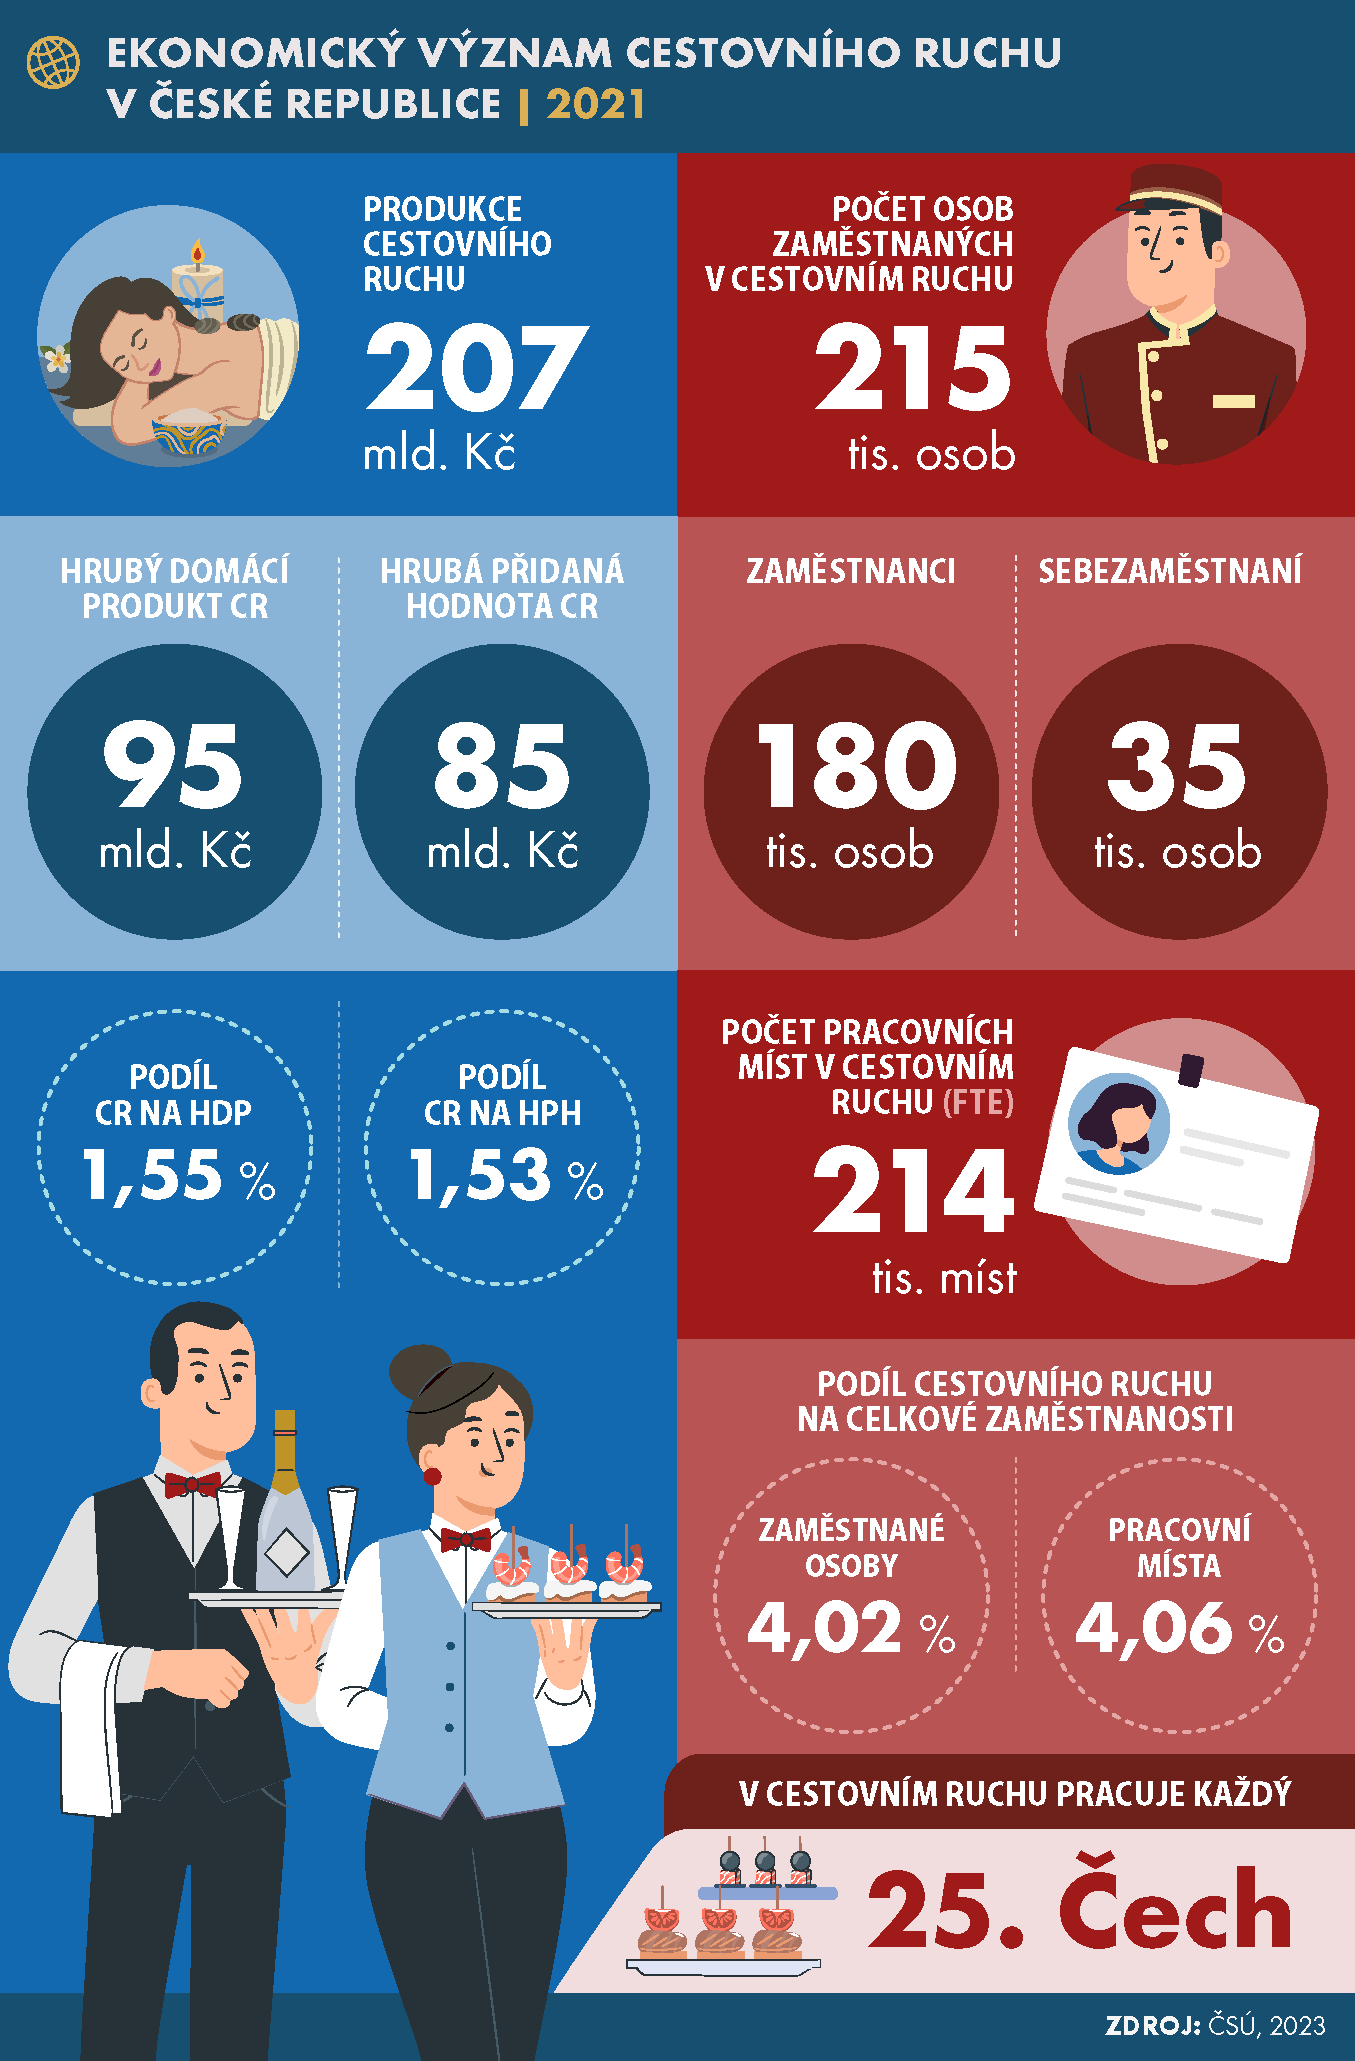 EKONOMICKÝ VÝZNAM CESTOVNÍHO RUCHU
V ČESKÉ REPUBLICE | 2021
PRODUKCE
CESTOVNÍHO
RUCHU
207
mld. Kč
POČET OSOB
ZAMĚSTNANÝCH
V CESTOVNÍM RUCHU
215
tis. osob
HRUBÝ DOMÁCÍ
PRODUKT CR
95
mld. Kč
HRUBÁ PŘIDANÁ
HODNOTA CR
85
mld. Kč
ZAMĚSTNANCI
180
tis. osob
SEBEZAMĚSTNANÍ
35
tis. osob
PODÍL
CR NA HDP
1,55 %
PODÍL
CR NA HPH
1,53 %
POČET PRACOVNÍCH
MÍST V CESTOVNÍM
RUCHU (FTE)
214
tis. míst
PODÍL CESTOVNÍHO RUCHU
NA CELKOVÉ ZAMĚSTNANOSTI
ZAMĚSTNANÉ
OSOBY
4,02 %
PRACOVNÍ
MÍSTA
4,06 %
V CESTOVNÍM RUCHU PRACUJE KAŽDÝ
25. Čech
ZDROJ: ČSÚ, 2023